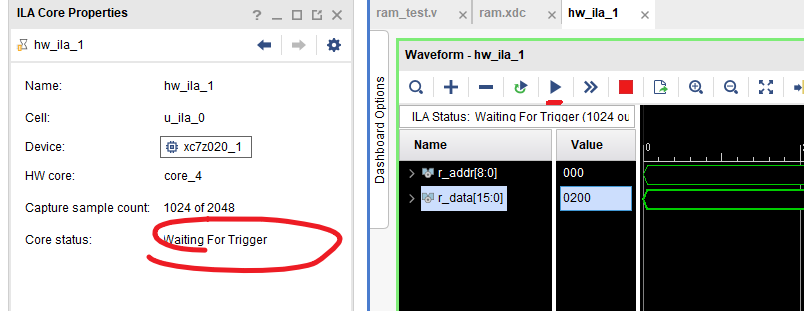 ILA Core Properties
hw_ila_1
Name: hw_ila_1
Cell: u_ila_0
Device: xc7z020_1
HW core: core_4
Capture sample count: 1024 of 2048
Core status: Waiting For Trigger
ram_test.v
ram.xdc
hw_ila_1
Dashboard Options
Waveform - hw_ila_1
ILA Status: Waiting For Trigger (1024 ou
Name Value
r_addr[8:0] 000
r_data[15:0] 0200
0